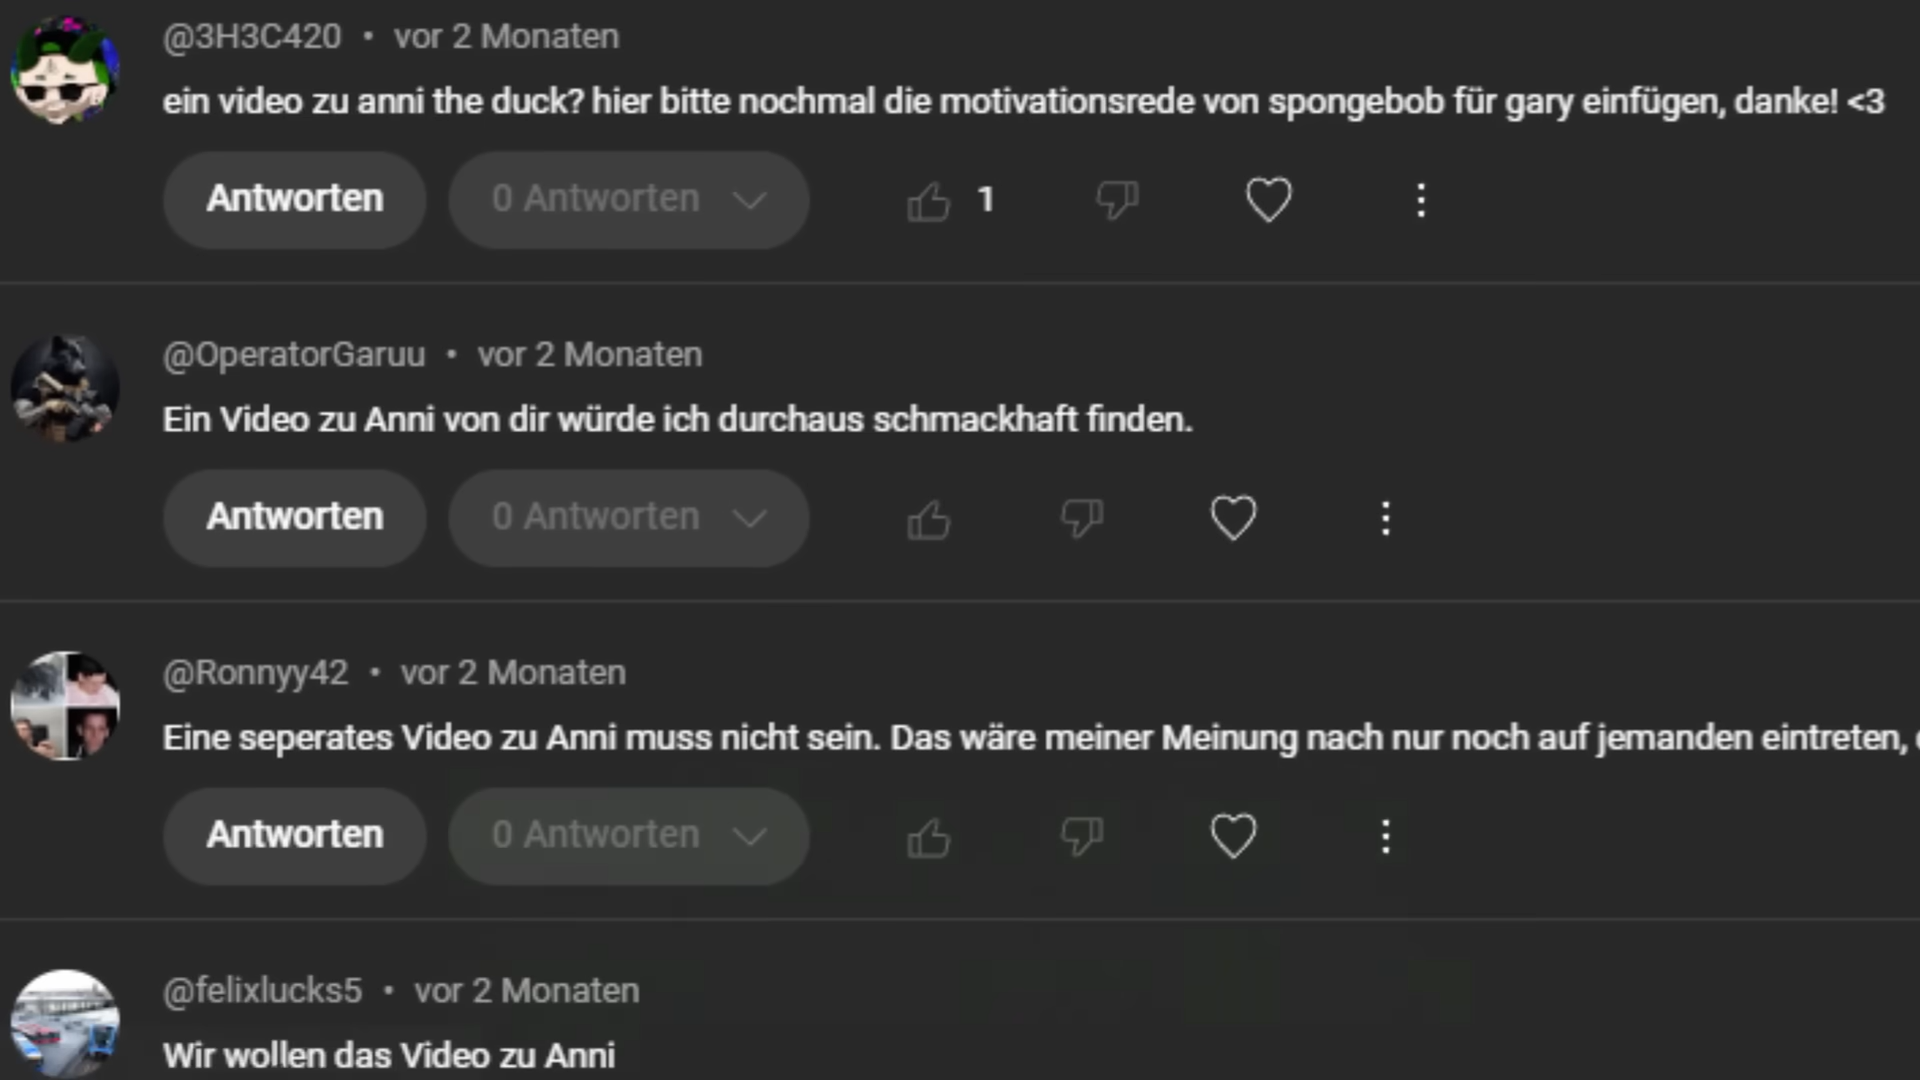 @3H3C420 • vor 2 Monaten
ein video zu anni the duck? hier bitte nochmal die motivationsrede von spongebob für gary einfügen, danke! <3
Antworten 0 Antworten 1
@OperatorGaruu • vor 2 Monaten
Ein Video zu Anni von dir würde ich durchaus schmackhaft finden.
Antworten 0 Antworten
@Ronnyy42 • vor 2 Monaten
Eine seperates Video zu Anni muss nicht sein. Das wäre meiner Meinung nach nur noch auf jemanden eintreten,
Antworten 0 Antworten
@felixlucks5 • vor 2 Monaten
Wir wollen das Video zu Anni